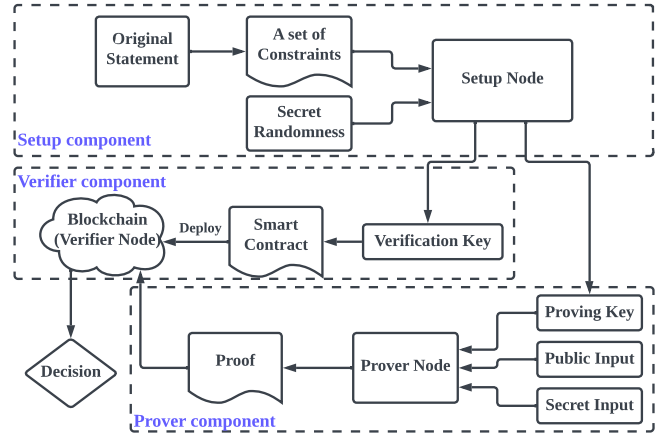 Original
Statement
A set of
Constraints
Setup Node
Secret
Randomness
Setup component
Verifier component
Blockchain
(Verifier Node)
Deploy
Smart
Contract
Verification Key
Proving Key
Proof
Prover Node
Public Input
Decision
Secret Input
Prover component